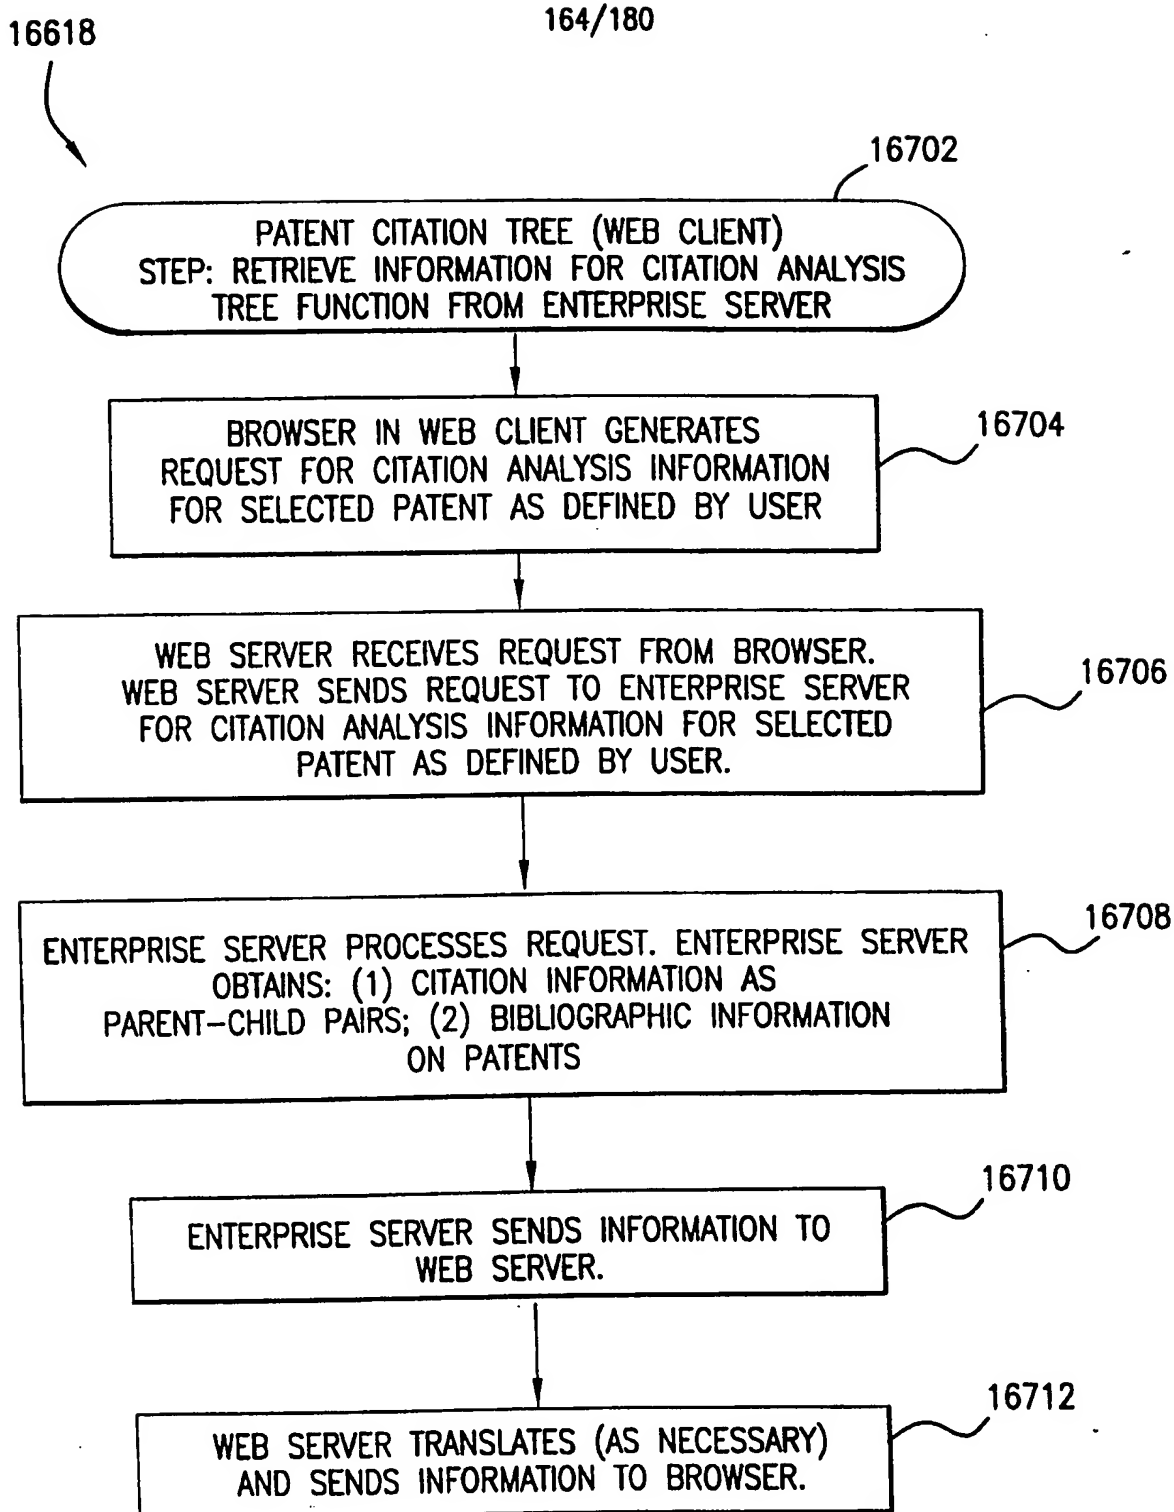 164/180
16618
16702
PATENT CITATION TREE (WEB CLIENT)
STEP: RETRIEVE INFORMATION FOR CITATION ANALYSIS
TREE FUNCTION FROM ENTERPRISE SERVER
16704
BROWSER IN WEB CLIENT GENERATES
REQUEST FOR CITATION ANALYSIS INFORMATION
FOR SELECTED PATENT AS DEFINED BY USER
16706
WEB SERVER RECEIVES REQUEST FROM BROWSER.
WEB SERVER SENDS REQUEST TO ENTERPRISE SERVER
FOR CITATION ANALYSIS INFORMATION FOR SELECTED
PATENT AS DEFINED BY USER.
16708
ENTERPRISE SERVER PROCESSES REQUEST. ENTERPRISE SERVER
OBTAINS: (1) CITATION INFORMATION AS
PARENT-CHILD PAIRS; (2) BIBLIOGRAPHIC INFORMATION
ON PATENTS
16710
ENTERPRISE SERVER SENDS INFORMATION TO
WEB SERVER.
16712
WEB SERVER TRANSLATES (AS NECESSARY)
AND SENDS INFORMATION TO BROWSER.